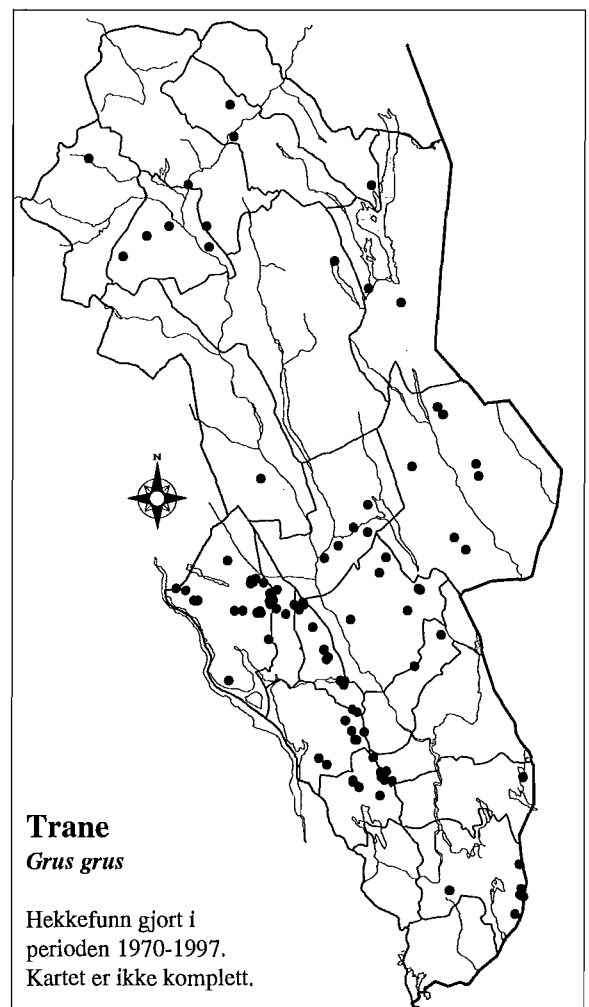 N
Trane
Grus grus
Hekkefunn gjort i
perioden 1970-1997.
Kartet er ikke komplett.